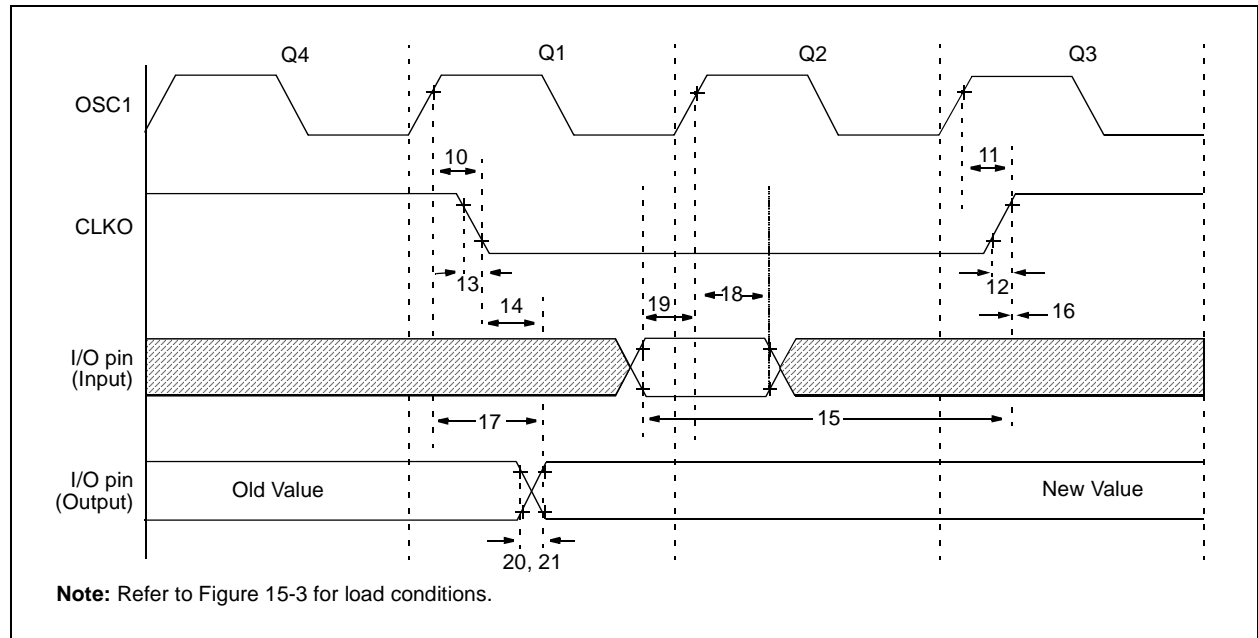 Q4
Q1
Q2
Q3
OSC1
10
11
CLKO
13
12
14
19
18
16
I/O pin
(Input)
17
15
I/O pin
(Output)
Old Value
New Value
20, 21
Note: Refer to Figure 15-3 for load conditions.